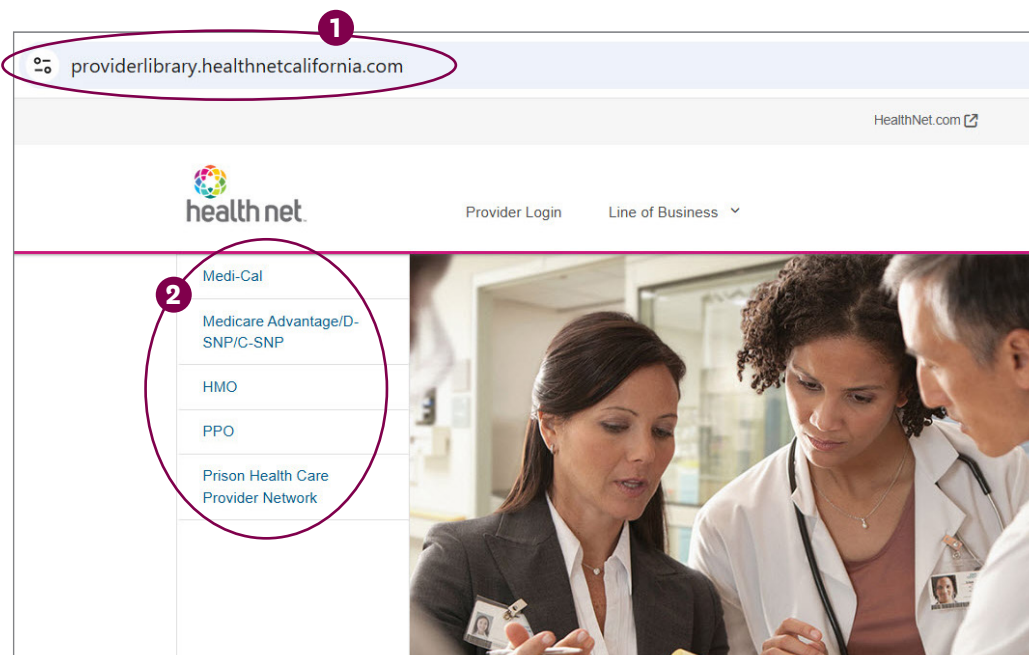 1
providerlibrary.healthnetcalifornia.com
HealthNet.com
health net.
Provider Login
Line of Business
2
Medi-Cal
Medicare Advantage/D-
SNP/C-SNP
HMO
PPO
Prison Health Care
Provider Network